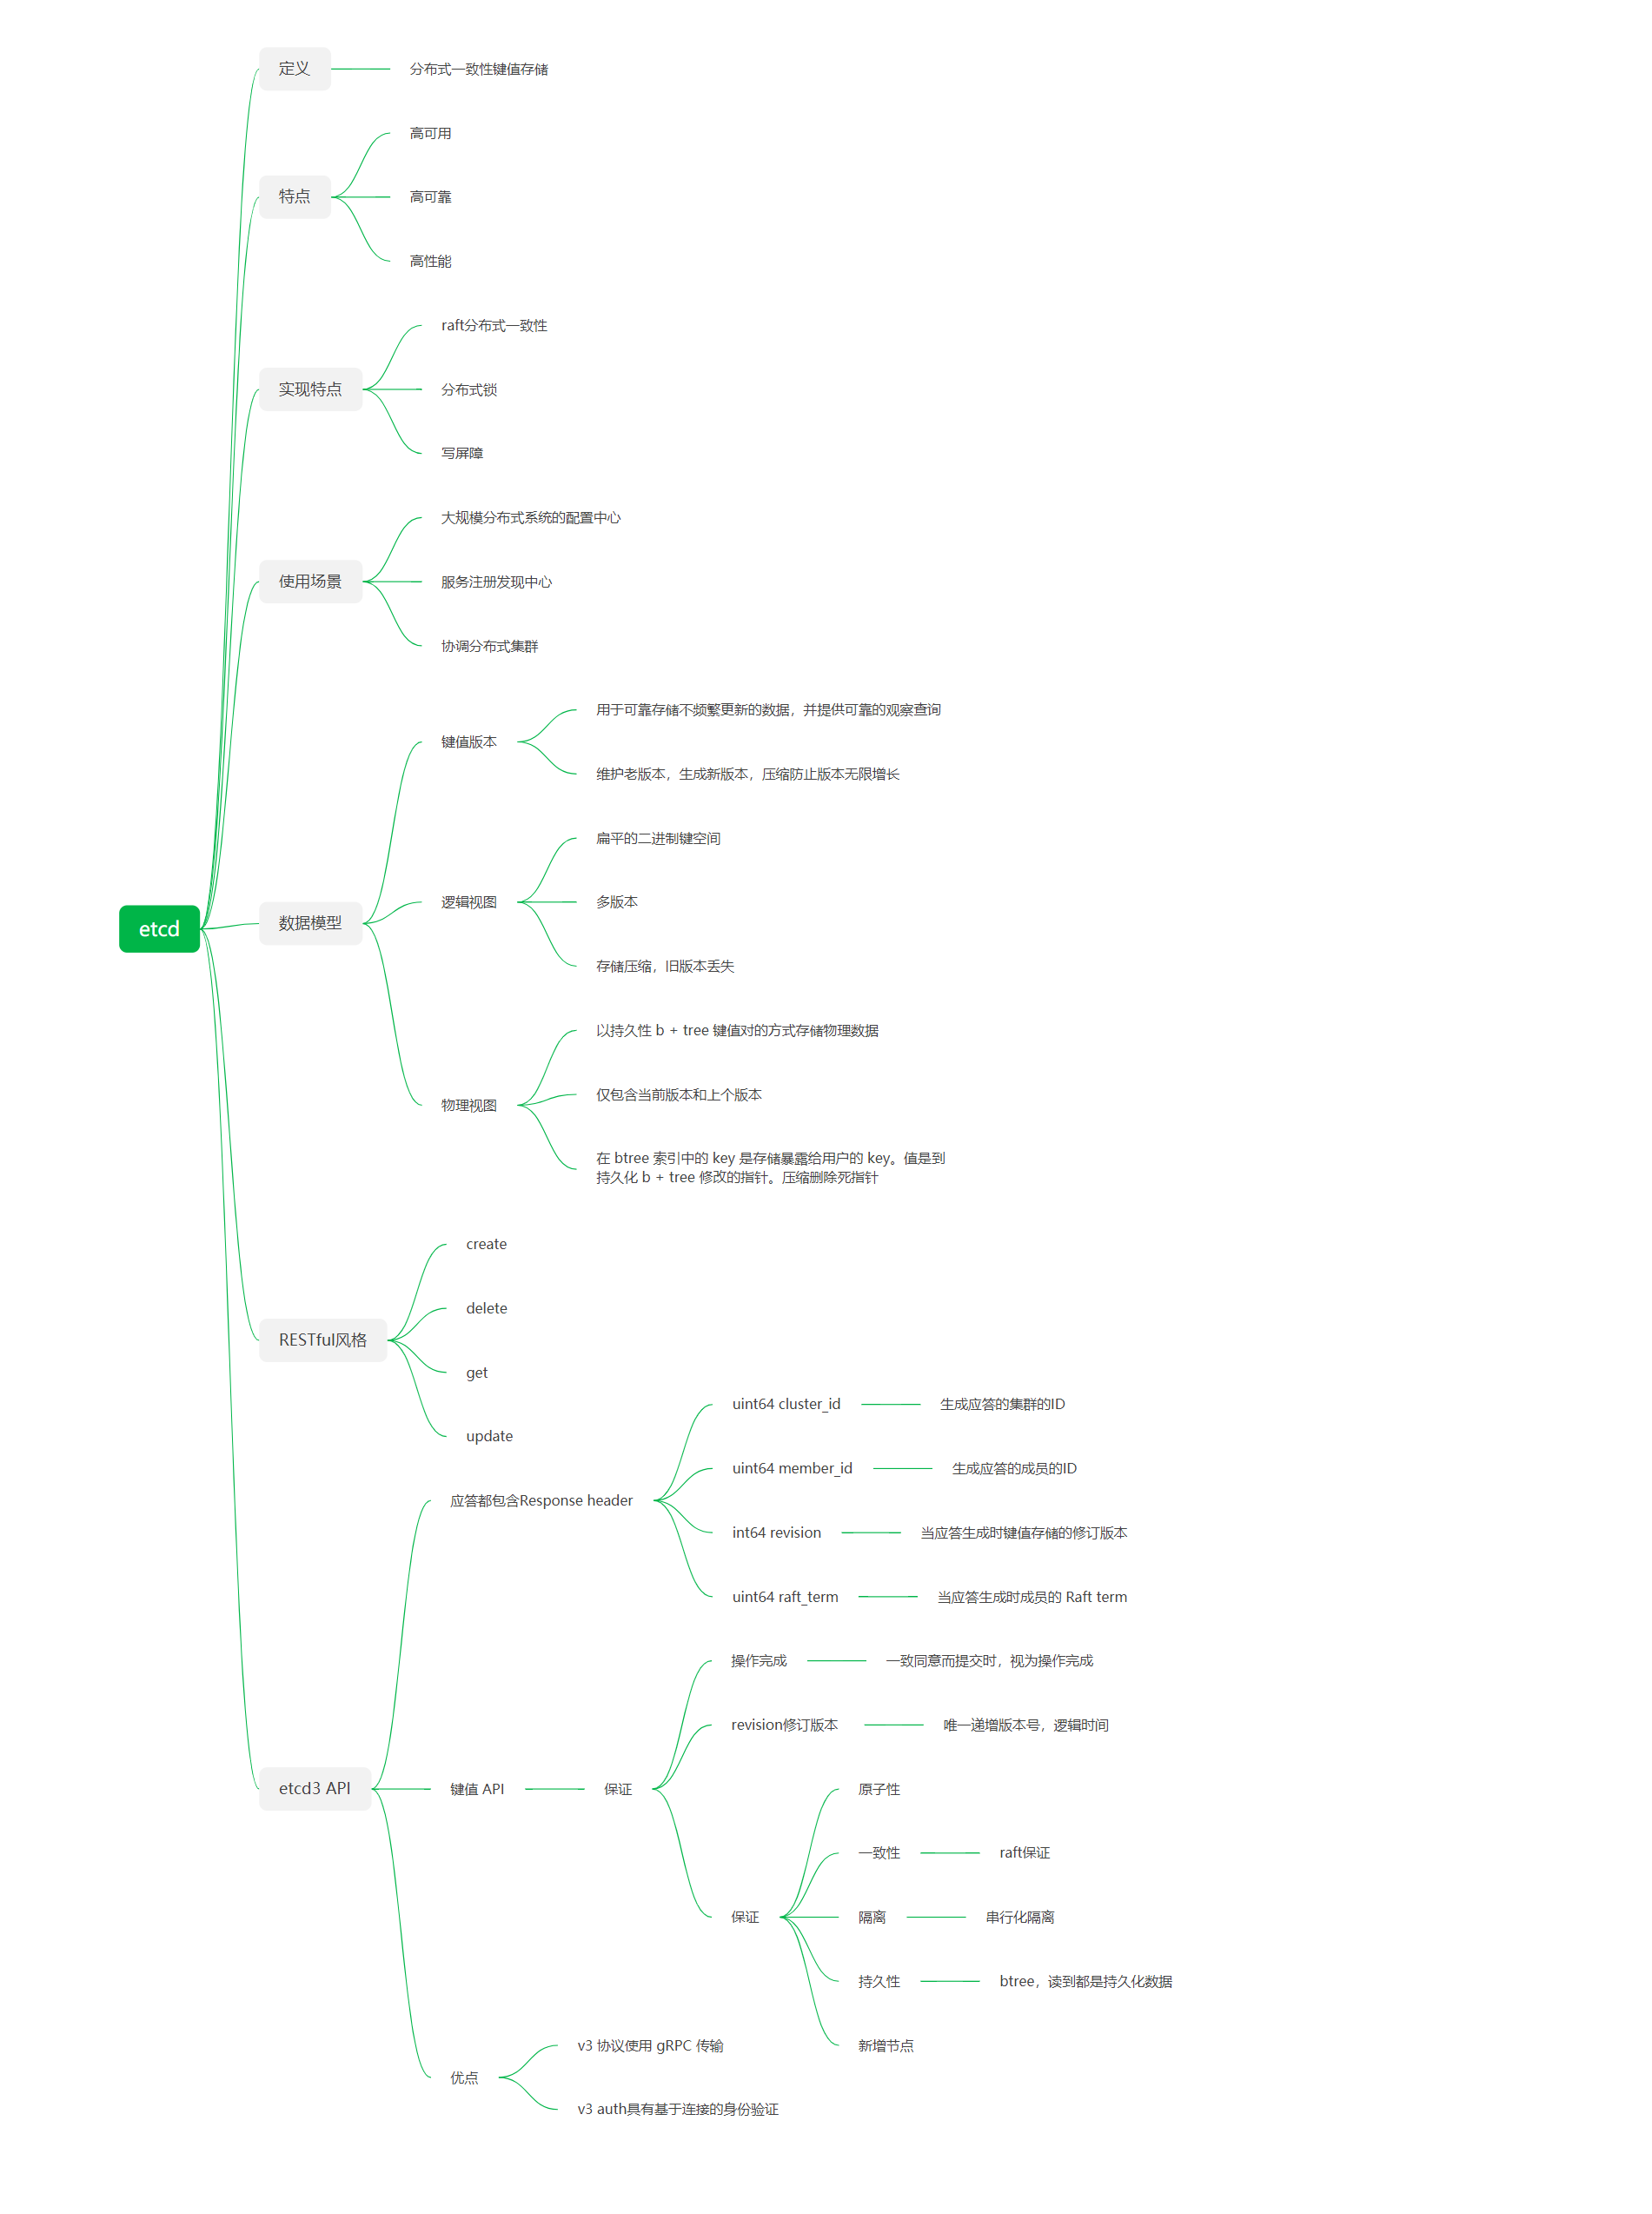 etcd
定义
分布式一致性键值存储
特点
高可用
高可靠
高性能
实现特点
raft分布式一致性
分布式锁
写屏障
使用场景
大规模分布式系统的配置中心
服务注册发现中心
协调分布式集群
数据模型
键值版本
用于可靠存储不频繁更新的数据，并提供可靠的观察查询
维护老版本，生成新版本，压缩防止版本无限增长
逻辑视图
扁平的二进制键空间
多版本
存储压缩，旧版本丢失
物理视图
以持久性 b + tree 键值对的方式存储物理数据
仅包含当前版本和上个版本
在 btree 索引中的 key 是存储暴露给用户的 key。值是到
持久化 b + tree 修改的指针。压缩删除死指针
RESTful风格
create
delete
get
update
etcd3 API
应答都包含Response header
uint64 cluster_id
生成应答的集群的ID
uint64 member_id
生成应答的成员的ID
int64 revision
当应答生成时键值存储的修订版本
uint64 raft_term
当应答生成时成员的 Raft term
键值 API
保证
操作完成
一致同意而提交时，视为操作完成
revision修订版本
唯一递增版本号，逻辑时间
保证
原子性
一致性
raft保证
隔离
串行化隔离
持久性
btree，读到都是持久化数据
新增节点
优点
v3 协议使用 gRPC 传输
v3 auth具有基于连接的身份验证